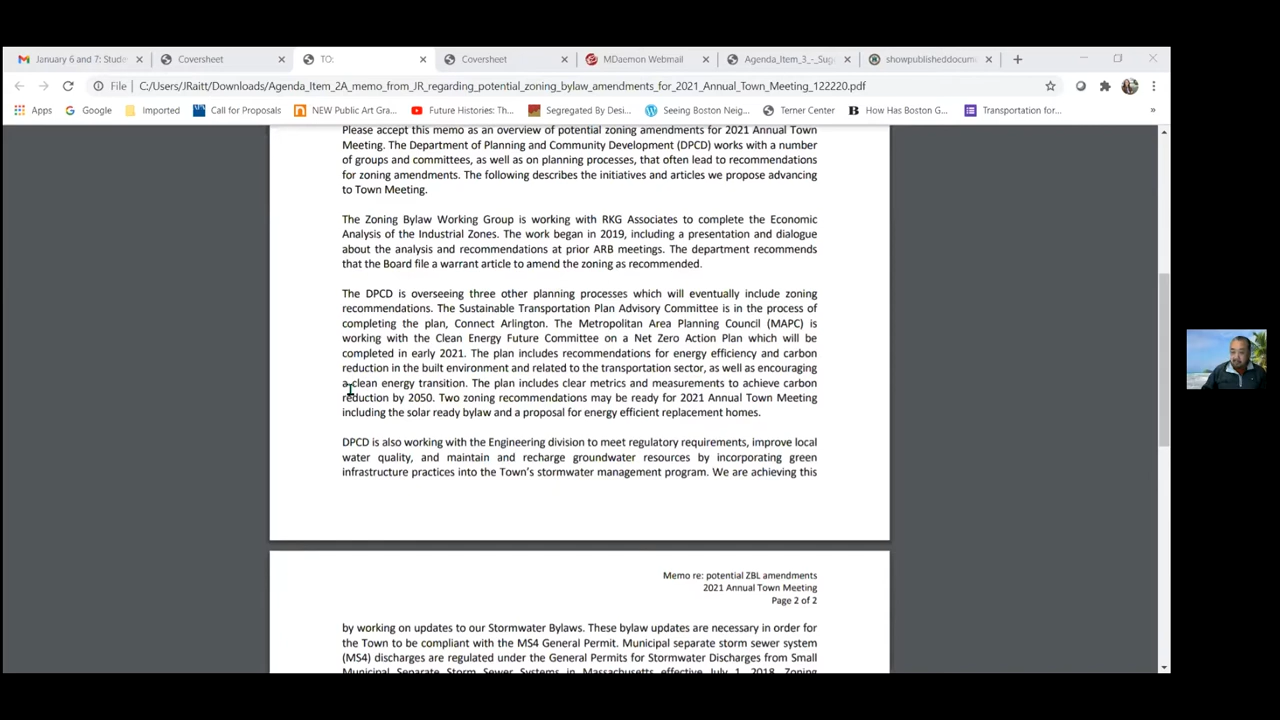 January 6 and 7: Stude
Coversheet
TO:
Coversheet
MDaemon Webmail
Agenda_Item_3_-_Sup
showpublisheddocum
File
C:/Users/JRaitt/Downloads/Agenda_Item_2A_memo_from_JR_regarding_potential_zoning_bylaw_amendments_for_2021_Annual_Town_Meeting_122220.pdf
Apps
Google
Imported
Call for Proposals
NEW Public Art Gra...
Future Histories: Th...
Segregated By Desi...
Seeing Boston Neig...
Terner Center
How Has Boston G...
Transportation for...
Please accept this memo as an overview of potential zoning amendments for 2021 Annual Town
Meeting. The Department of Planning and Community Development (DPCD) works with a number
of groups and committees, as well as on planning processes, that often lead to recommendations
for zoning amendments. The following describes the initiatives and articles we propose advancing
to Town Meeting.
The Zoning Bylaw Working Group is working with RKG Associates to complete the Economic
Analysis of the Industrial Zones. The work began in 2019, including a presentation and dialogue
about the analysis and recommendations at prior ARB meetings. The department recommends
that the Board file a warrant article to amend the zoning as recommended.
The DPCD is overseeing three other planning processes which will eventually include zoning
recommendations. The Sustainable Transportation Plan Advisory Committee is in the process of
completing the plan, Connect Arlington. The Metropolitan Area Planning Council (MAPC) is
working with the Clean Energy Future Committee on a Net Zero Action Plan which will be
completed in early 2021. The plan includes recommendations for energy efficiency and carbon
reduction in the built environment and related to the transportation sector, as well as encouraging
a clean energy transition. The plan includes clear metrics and measurements to achieve carbon
reduction by 2050. Two zoning recommendations may be ready for 2021 Annual Town Meeting
including the solar ready bylaw and a proposal for energy efficient replacement homes.
DPCD is also working with the Engineering division to meet regulatory requirements, improve local
water quality, and maintain and recharge groundwater resources by incorporating green
infrastructure practices into the Town's stormwater management program. We are achieving this
Memo re: potential ZBL amendments
2021 Annual Town Meeting
Page 2 of 2
by working on updates to our Stormwater Bylaws. These bylaw updates are necessary in order for
the Town to be compliant with the MS4 General Permit. Municipal separate storm sewer system
(MS4) discharges are regulated under the General Permits for Stormwater Discharges from Small
Municipal Separate Storm Sewer Systems in Massachusetts effective July 1, 2018. Zoning